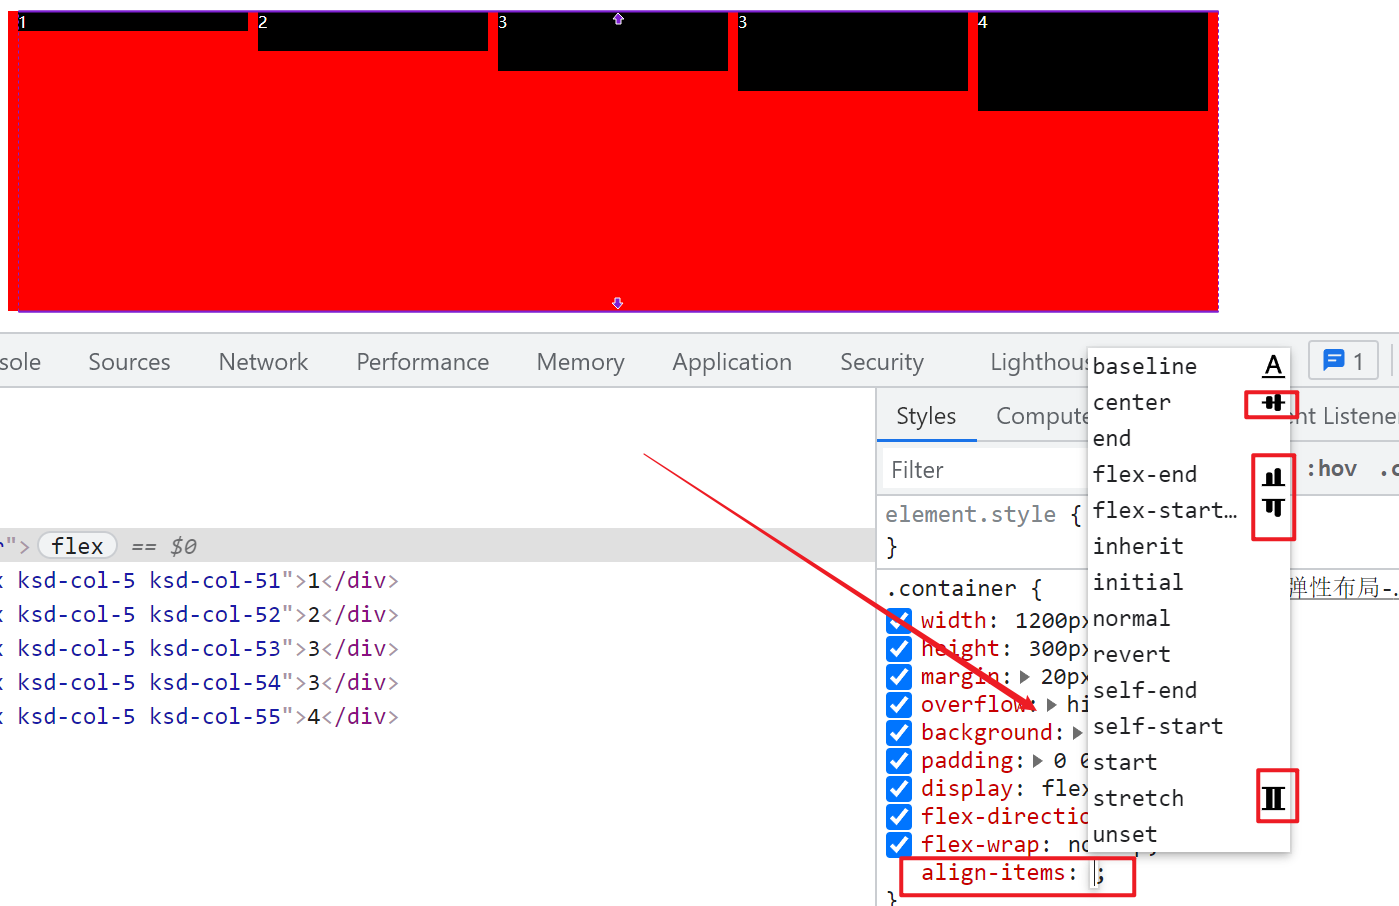 1 2 3 3 4
sole Sources Network Performance Memory Application Security Lighthous 1
Styles Compute ent Listene
Filter :hov .c
element.style {
}
.container { 弹性布局-..
width: 1200px
height: 300px
margin: 20px
overflow: hi
background:
padding: 0 0
display: flex
flex-directio
flex-wrap: no
align-items: ;
}
baseline
center
end
flex-end
flex-start…
inherit
initial
normal
revert
self-end
self-start
start
stretch
unset
"> flex == $0
ksd-col-5 ksd-col-51">1</div>
ksd-col-5 ksd-col-52">2</div>
ksd-col-5 ksd-col-53">3</div>
ksd-col-5 ksd-col-54">3</div>
ksd-col-5 ksd-col-55">4</div>